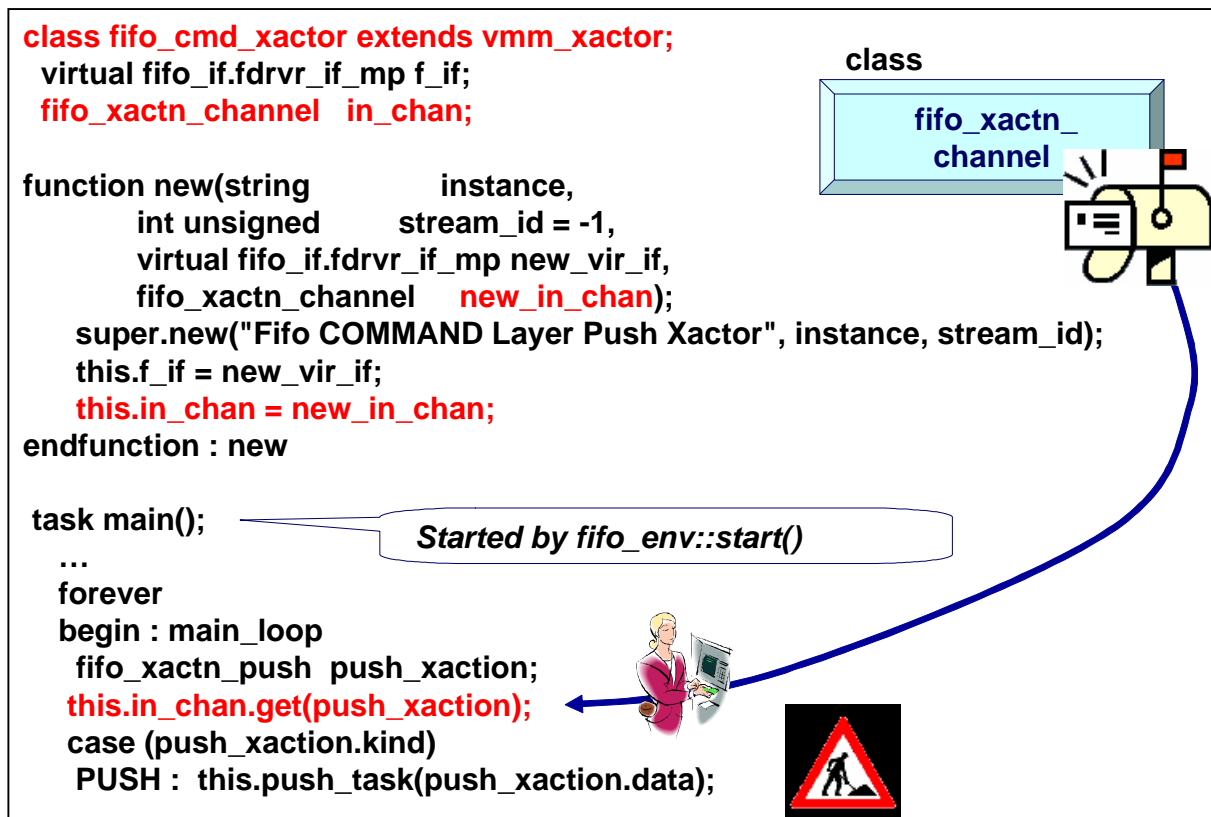 class fifo_cmd_xactor extends vmm_xactor;
virtual fifo_if.fdrvr_if_mp f_if;
fifo_xactn_channel in_chan;
class
fifo_xactn_
channel
function new(string instance,
int unsigned stream_id = -1,
virtual fifo_if.fdrvr_if_mp new_vir_if,
fifo_xactn_channel new_in_chan);
super.new("Fifo COMMAND Layer Push Xactor", instance, stream_id);
this.f_if = new_vir_if;
this.in_chan = new_in_chan;
endfunction : new
task main();
Started by fifo_env::start()
…
forever
begin : main_loop
fifo_xactn_push push_xaction;
this.in_chan.get(push_xaction);
case (push_xaction.kind)
PUSH : this.push_task(push_xaction.data);